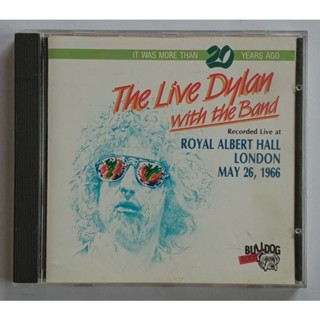 IT WAS MORE THAN 20 YEARS AGO
The Live Dylan
with the Band
Recorded Live at
ROYAL ALBERT HALL
LONDON
MAY 26, 1966
BULLDOG